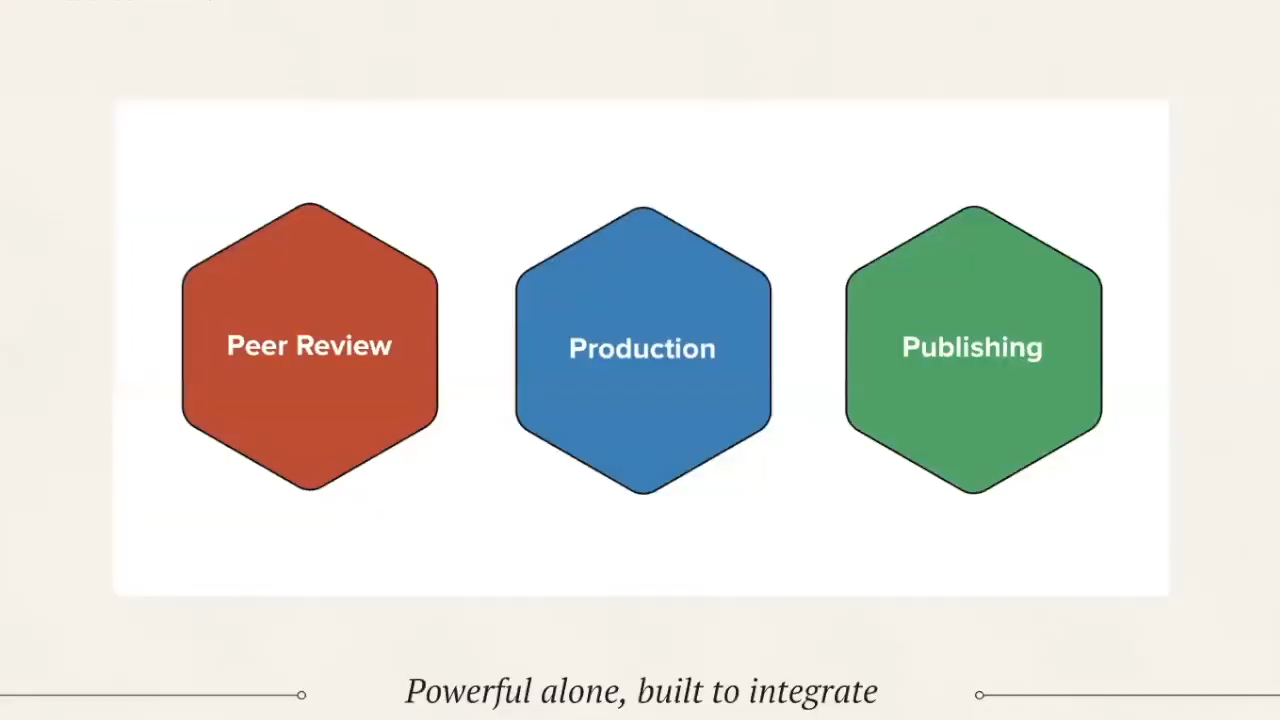 Peer Review
Production
Publishing
Powerful alone, built to integrate